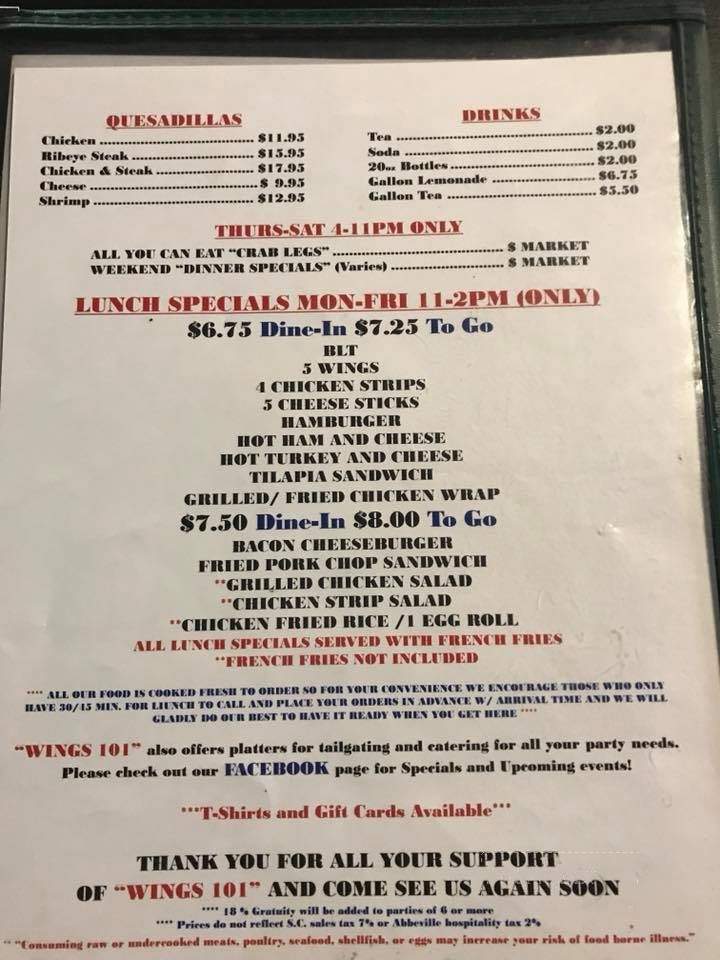 QUESADILLAS
Chicken ........................................ $11.95
Ribeye Steak ................................ $15.95
Chicken & Steak ......................... $17.95
Cheese .......................................... $ 9.95
Shrimp ......................................... $12.95
DRINKS
Tea ................................................ $2.00
Soda .............................................. $2.00
20oz Bottles ................................... $2.00
Gallon Lemonade ......................... $6.75
Gallon Tea .................................... $5.50
THURS-SAT 4-11PM ONLY
ALL YOU CAN EAT "CRAB LEGS" ........................................ $ MARKET
WEEKEND "DINNER SPECIALS" (Varies) ........................... $ MARKET
LUNCH SPECIALS MON-FRI 11-2PM (ONLY)
$6.75 Dine-In $7.25 To Go
BLT
5 WINGS
4 CHICKEN STRIPS
5 CHEESE STICKS
HAMBURGER
HOT HAM AND CHEESE
HOT TURKEY AND CHEESE
TILAPIA SANDWICH
GRILLED/ FRIED CHICKEN WRAP
$7.50 Dine-In $8.00 To Go
BACON CHEESEBURGER
FRIED PORK CHOP SANDWICH
**GRILLED CHICKEN SALAD
**CHICKEN STRIP SALAD
**CHICKEN FRIED RICE /1 EGG ROLL
ALL LUNCH SPECIALS SERVED WITH FRENCH FRIES
**FRENCH FRIES NOT INCLUDED
**** ALL OUR FOOD IS COOKED FRESH TO ORDER SO FOR YOUR CONVENIENCE WE ENCOURAGE THOSE WHO ONLY
HAVE 30/45 MIN. FOR LIUNCH TO CALL AND PLACE YOUR ORDERS IN ADVANCE W/ ARRIVAL TIME AND WE WILL
GLADLY DO OUR BEST TO HAVE IT READY WHEN YOU GET HERE ****
"WINGS 101" also offers platters for tailgating and catering for all your party needs.
Please check out our FACEBOOK page for Specials and Upcoming events!
***T-Shirts and Gift Cards Available***
THANK YOU FOR ALL YOUR SUPPORT
OF "WINGS 101" AND COME SEE US AGAIN SOON
**** 18 % Gratuity will be added to parties of 6 or more
**** Prices do not reflect S.C. sales tax 7% or Abbeville hospitality tax 2%
** "Consuming raw or undercooked meats, poultry, seafood, shellfish, or eggs may increase your risk of food borne illness."